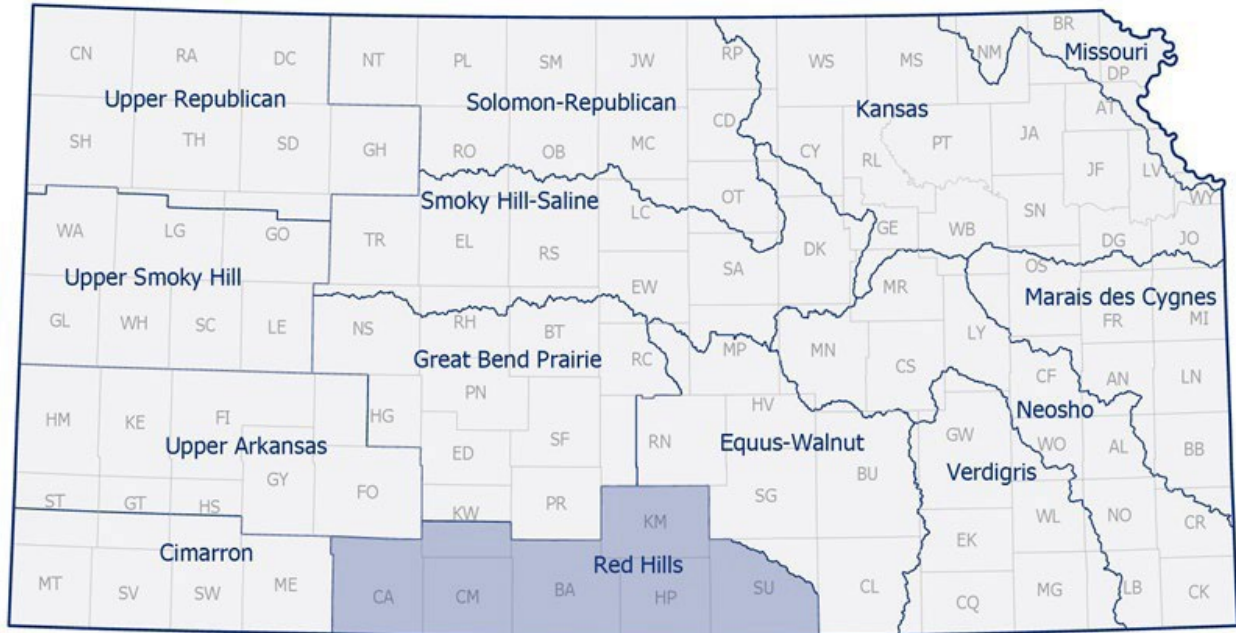 BR
CN RA DC NT PL SM JW RP WS MS NM Missouri
DP
Upper Republican Solomon-Republican Kansas AT
SH TH SD GH RO OB MC CD CY RL PT JA JF LV
WY
Smoky Hill-Saline
WA LG GO TR EL RS LC OT DK GE WB SN DG JO
Upper Smoky Hill SA OS
EW MR Marais des Cygnes
GL WH SC LE NS RH BT LY FR MI
Great Bend Prairie RC MP MN CS
PN CF AN LN
HM KE FI HG HV Neosho
Upper Arkansas ED SF RN Equus-Walnut GW WO AL BB
GY FO BU Verdigris
ST GT HS KW PR KM SG WL NO CR
Cimarron EK
Red Hills
MT SV SW ME CA CM BA HP SU CL CQ MG LB CK